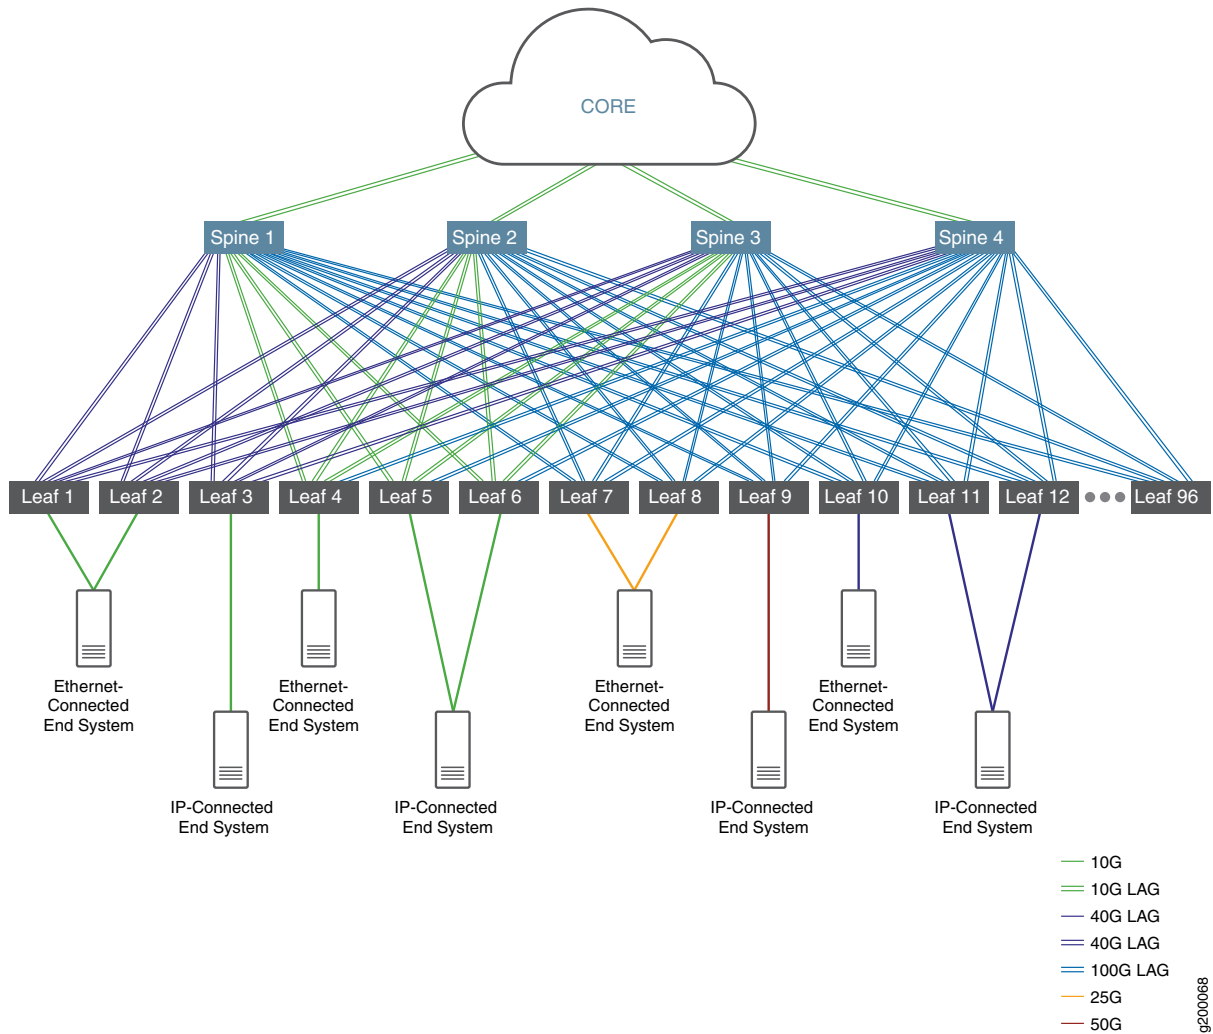 CORE
Spine 1
Spine 2
Spine 3
Spine 4
Leaf 1
Leaf 2
Leaf 3
Leaf 4
Leaf 5
Leaf 6
Leaf 7
Leaf 8
Leaf 9
Leaf 10
Leaf 11
Leaf 12
Leaf 96
Ethernet-
Connected
End System
Ethernet-
Connected
End System
Ethernet-
Connected
End System
Ethernet-
Connected
End System
IP-Connected
End System
IP-Connected
End System
IP-Connected
End System
IP-Connected
End System
10G
10G LAG
40G LAG
40G LAG
100G LAG
25G
50G
g200068